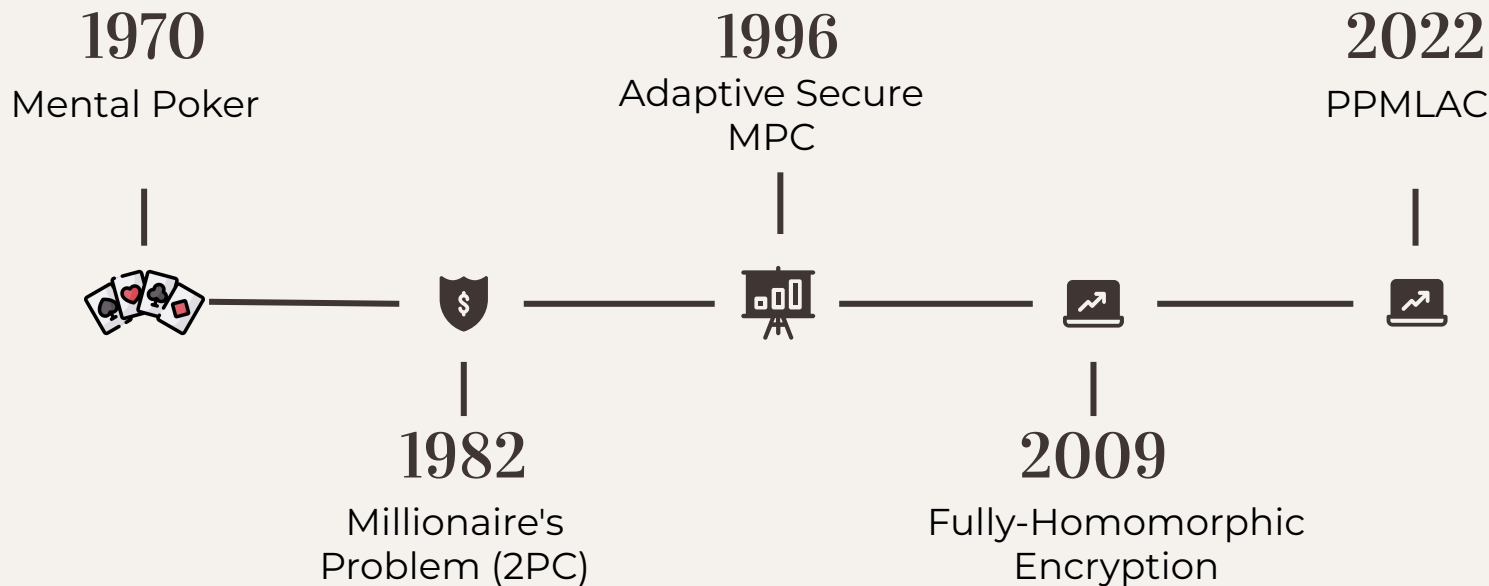 1970
Mental Poker
1982
Millionaire's
Problem (2PC)
1996
Adaptive Secure
MPC
2009
Fully-Homomorphic
Encryption
2022
PPMLAC